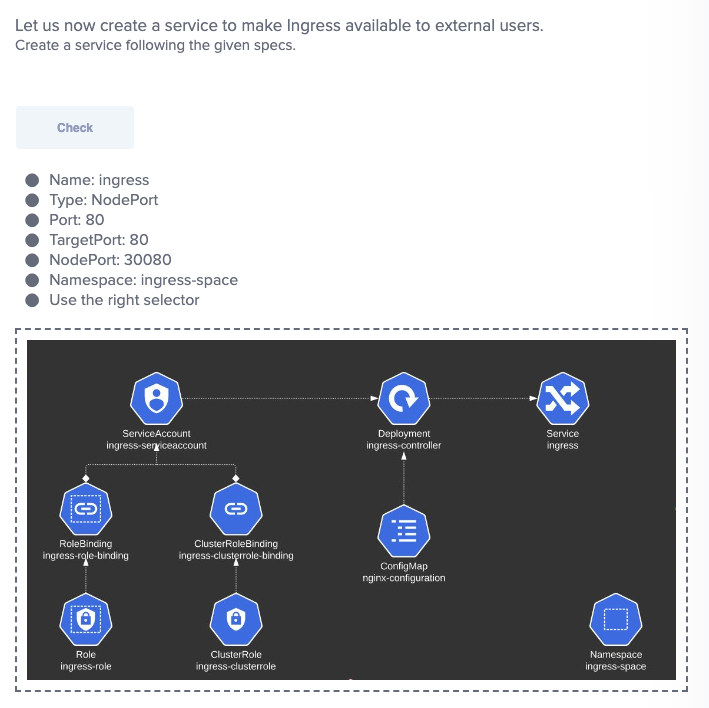 Let us now create a service to make Ingress available to external users.
Create a service following the given specs.
Check
Name: ingress
Type: NodePort
Port: 80
TargetPort: 80
NodePort: 30080
Namespace: ingress-space
Use the right selector
ServiceAccount
ingress-serviceaccount
Deployment
ingress-controller
Service
ingress
RoleBinding
ingress-role-binding
ClusterRoleBinding
ingress-clusterrole-binding
ConfigMap
nginx-configuration
Role
ingress-role
ClusterRole
ingress-clusterrole
Namespace
ingress-space